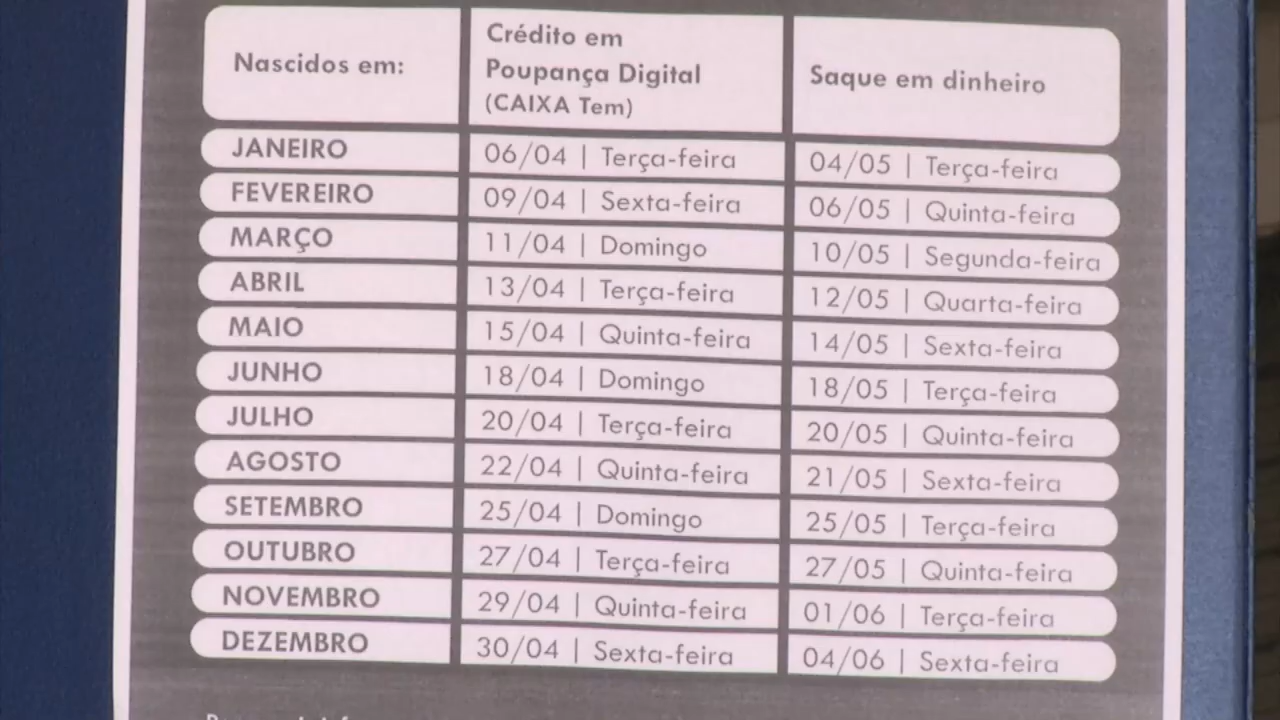 Nascidos em:
Crédito em
Poupança Digital
(CAIXA Tem)
Saque em dinheiro
JANEIRO 06/04 | Terça-feira 04/05 | Terça-feira
FEVEREIRO 09/04 | Sexta-feira 06/05 | Quinta-feira
MARÇO 11/04 | Domingo 10/05 | Segunda-feira
ABRIL 13/04 | Terça-feira 12/05 | Quarta-feira
MAIO 15/04 | Quinta-feira 14/05 | Sexta-feira
JUNHO 18/04 | Domingo 18/05 | Terça-feira
JULHO 20/04 | Terça-feira 20/05 | Quinta-feira
AGOSTO 22/04 | Quinta-feira 21/05 | Sexta-feira
SETEMBRO 25/04 | Domingo 25/05 | Terça-feira
OUTUBRO 27/04 | Terça-feira 27/05 | Quinta-feira
NOVEMBRO 29/04 | Quinta-feira 01/06 | Terça-feira
DEZEMBRO 30/04 | Sexta-feira 04/06 | Sexta-feira